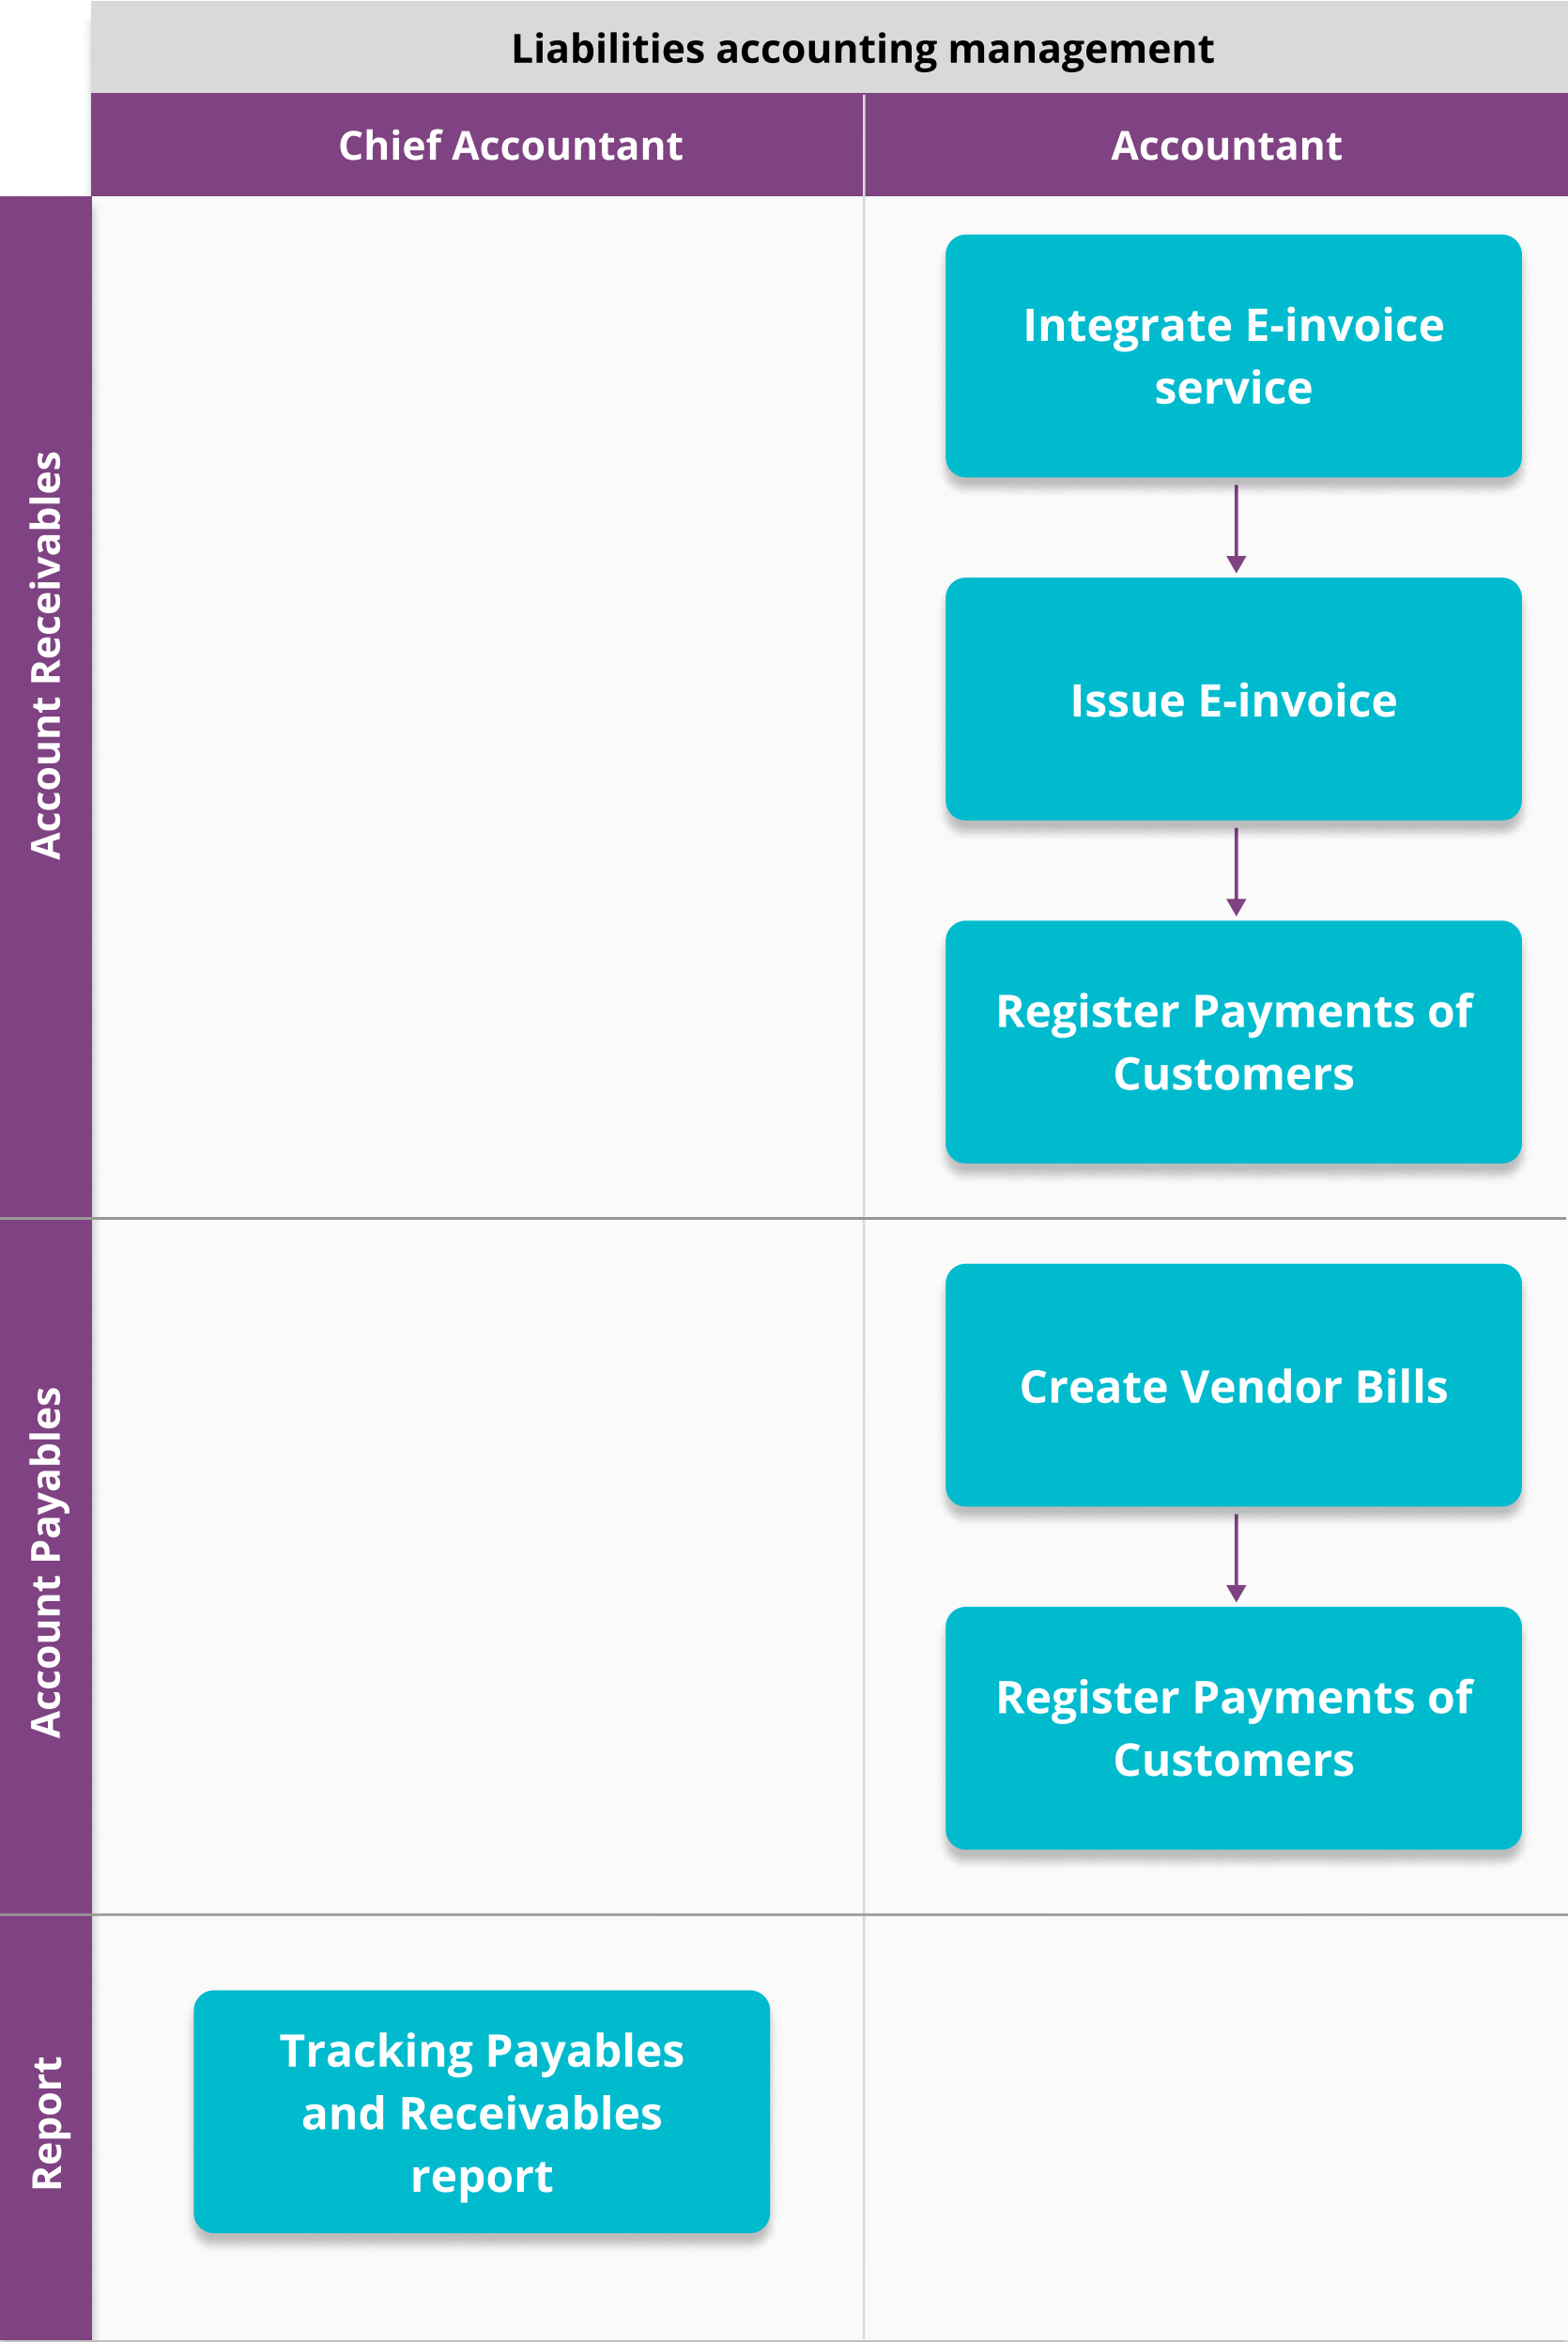 Liabilities accounting management
Chief Accountant
Accountant
Account Receivables
Integrate E-invoice
service
Issue E-invoice
Register Payments of
Customers
Account Payables
Create Vendor Bills
Register Payments of
Customers
Report
Tracking Payables
and Receivables
report